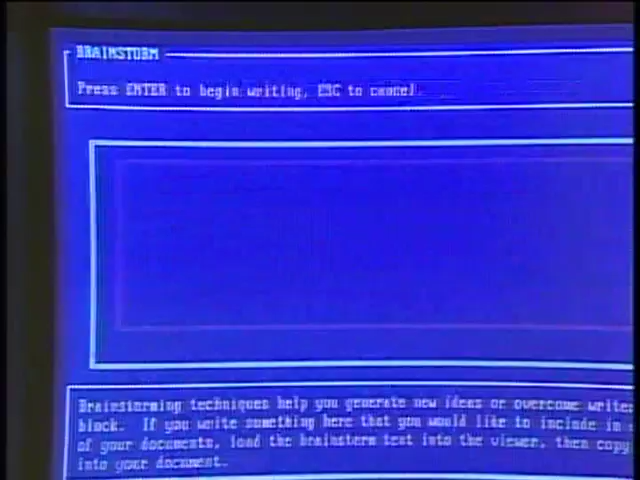 BRAINSTORM
Press ENTER to begin writing, ESC to cancel
Brainstorming techniques help you generate new ideas or overcome write
block. If you write something here that you would like to include in
of your documents, load the brainstorm text into the viewer, then copy
into your document.